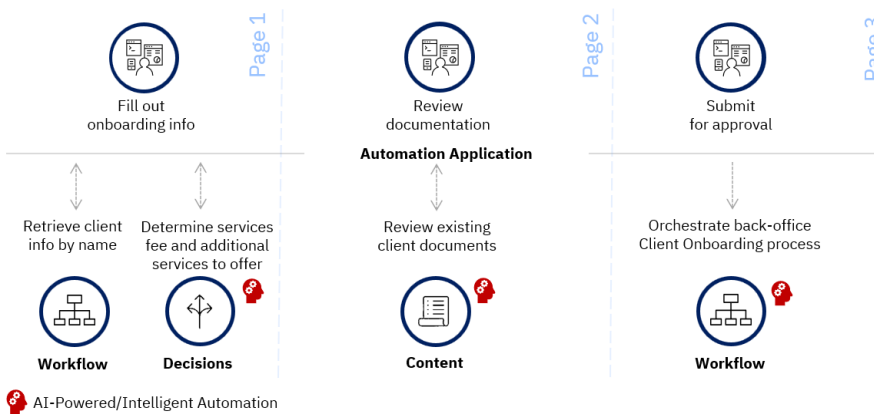 Page 1
Page 2
Page 3
Fill out
onboarding info
Review
documentation
Submit
for approval
Automation Application
Retrieve client
info by name
Determine services
fee and additional
services to offer
Review existing
client documents
Orchestrate back-office
Client Onboarding process
Workflow
Decisions
Content
Workflow
AI-Powered/Intelligent Automation